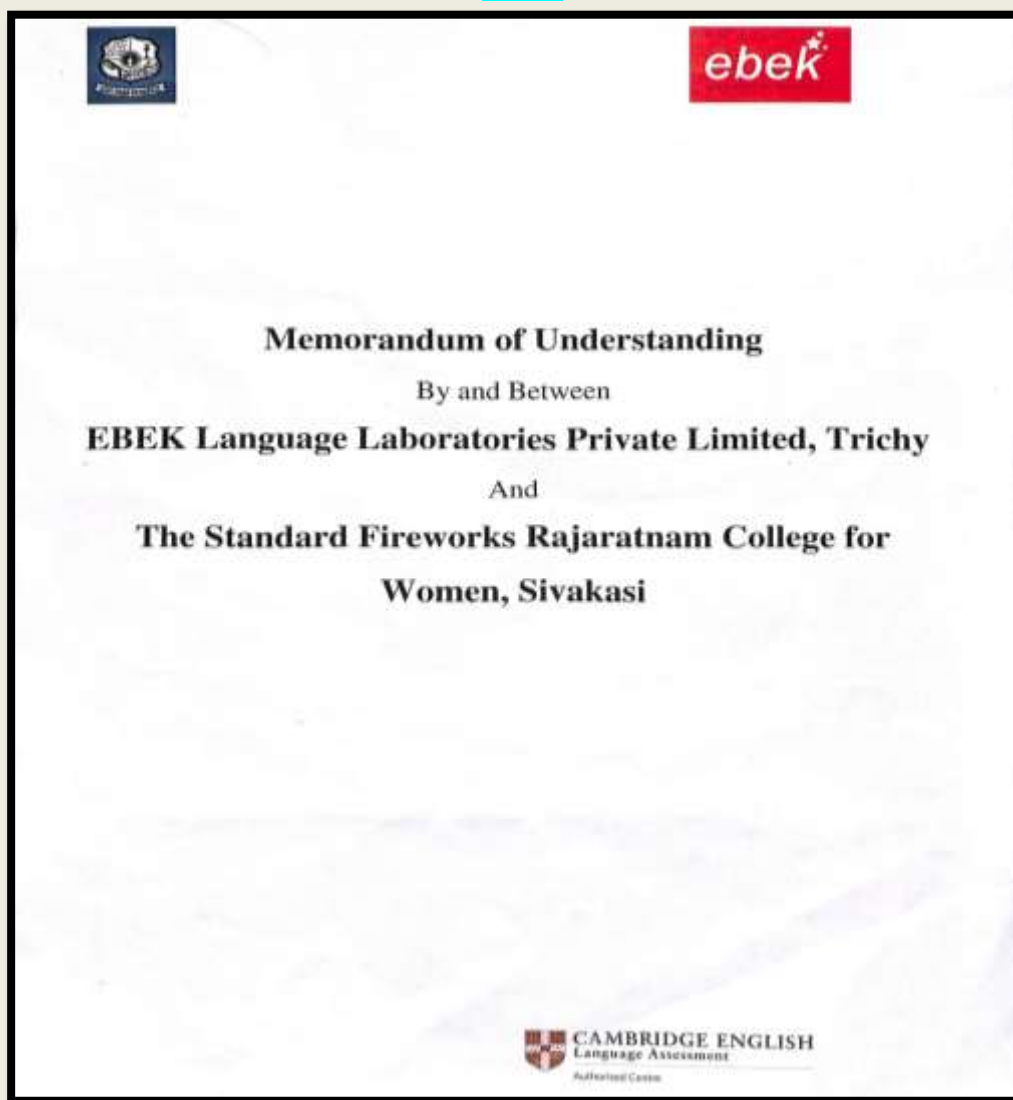 ebek
Memorandum of Understanding
By and Between
EBEK Language Laboratories Private Limited, Trichy
And
The Standard Fireworks Rajaratnam College for
Women, Sivakasi
CAMBRIDGE ENGLISH
Language Assessment
Authorised Centre